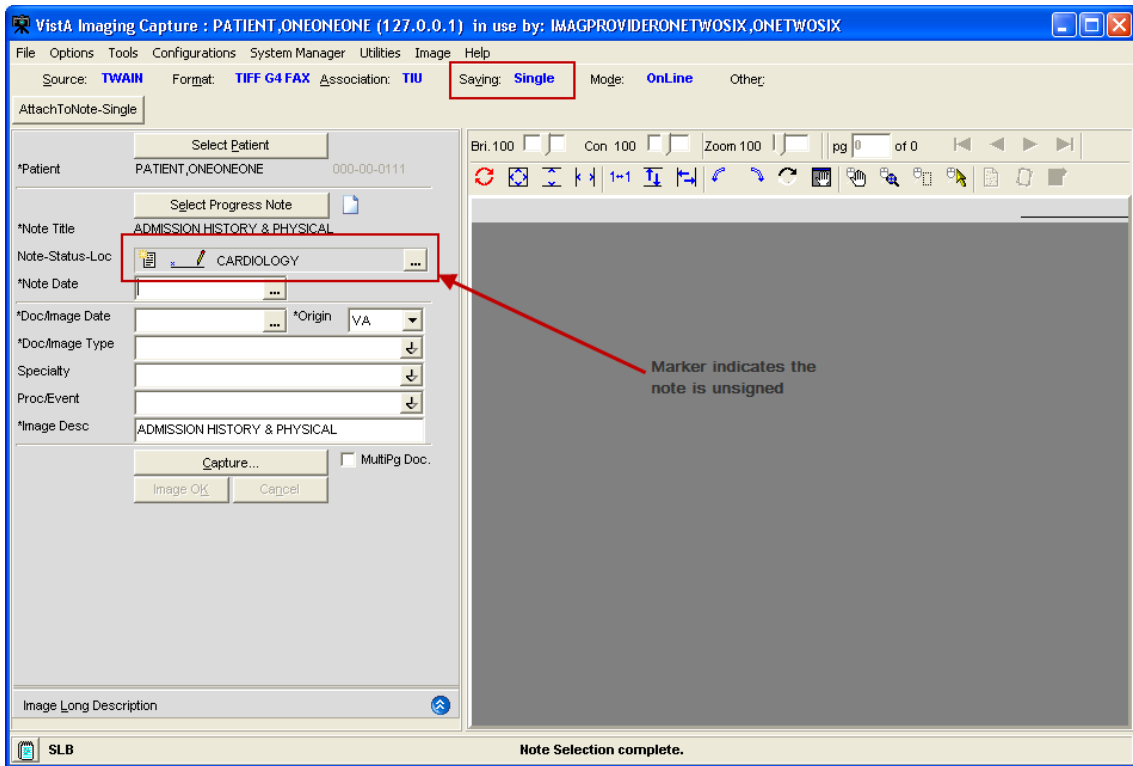 VistA Imaging Capture : PATIENT,ONEONEONE (127.0.0.1) in use by: IMAGPROVIDERONETWOSIX,ONETWOSIX
File Options Tools Configurations System Manager Utilities Image Help
Source: TWAIN Format: TIFF G4 FAX Association: TIU Saving: Single Mode: OnLine Other:
AttachToNote-Single
Select Patient
*Patient PATIENT,ONEONEONE 000-00-0111
Select Progress Note
*Note Title ADMISSION HISTORY & PHYSICAL
Note-Status-Loc x CARDIOLOGY ...
*Note Date ...
*Doc/Image Date ... *Origin VA
*Doc/Image Type
Specialty
Proc/Event
*Image Desc ADMISSION HISTORY & PHYSICAL
Capture... MultiPg Doc.
Image OK Cancel
Image Long Description
Bri. 100 Con 100 Zoom 100 pg 0 of 0
1↔1
Marker indicates the
note is unsigned
SLB Note Selection complete.